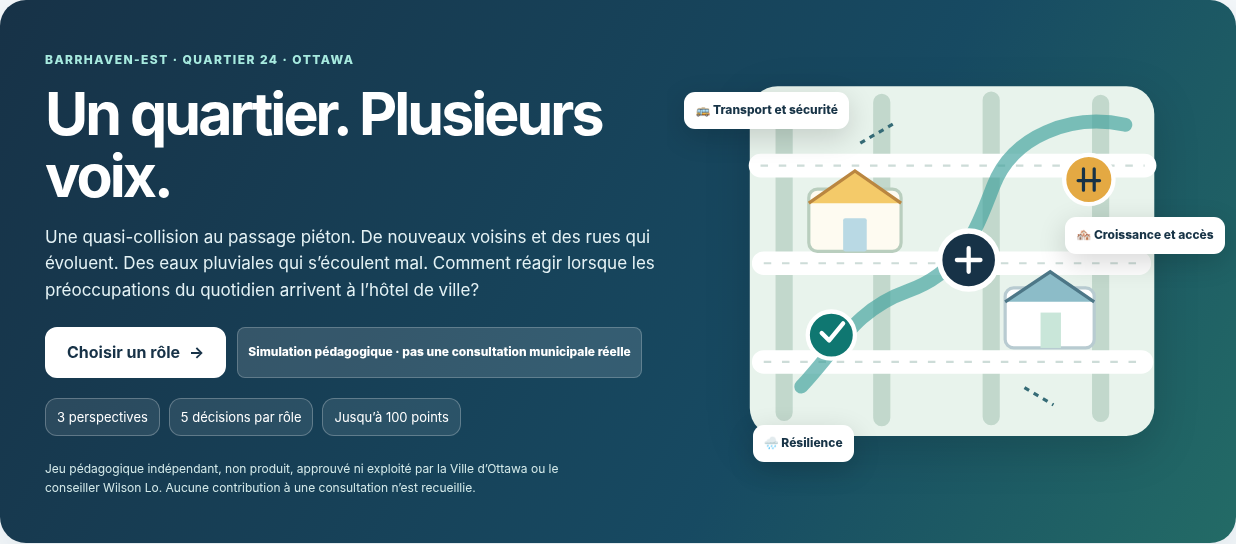 BARRHAVEN-EST · QUARTIER 24 · OTTAWA
Un quartier. Plusieurs
voix.
Une quasi-collision au passage piéton. De nouveaux voisins et des rues qui
évoluent. Des eaux pluviales qui s’écoulent mal. Comment réagir lorsque les
préoccupations du quotidien arrivent à l’hôtel de ville?
Choisir un rôle →
Simulation pédagogique · pas une consultation municipale réelle
3 perspectives
5 décisions par rôle
Jusqu’à 100 points
Jeu pédagogique indépendant, non produit, approuvé ni exploité par la Ville d’Ottawa ou le
conseiller Wilson Lo. Aucune contribution à une consultation n’est recueillie.
Transport et sécurité
Croissance et accès
Résilience